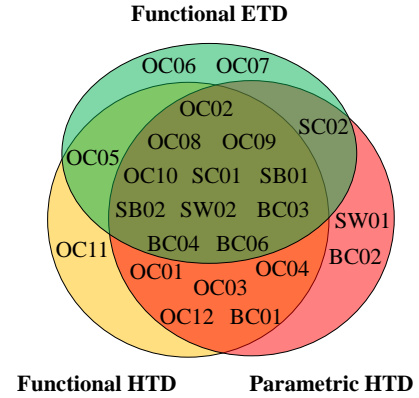 Functional ETD
OC06 OC07
OC02
SC02
OC08 OC09
OC05
OC10 SC01 SB01
SB02 SW02 BC03
SW01
BC04 BC06
OC11
BC02
OC01 OC04
OC03
OC12 BC01
Functional HTD Parametric HTD